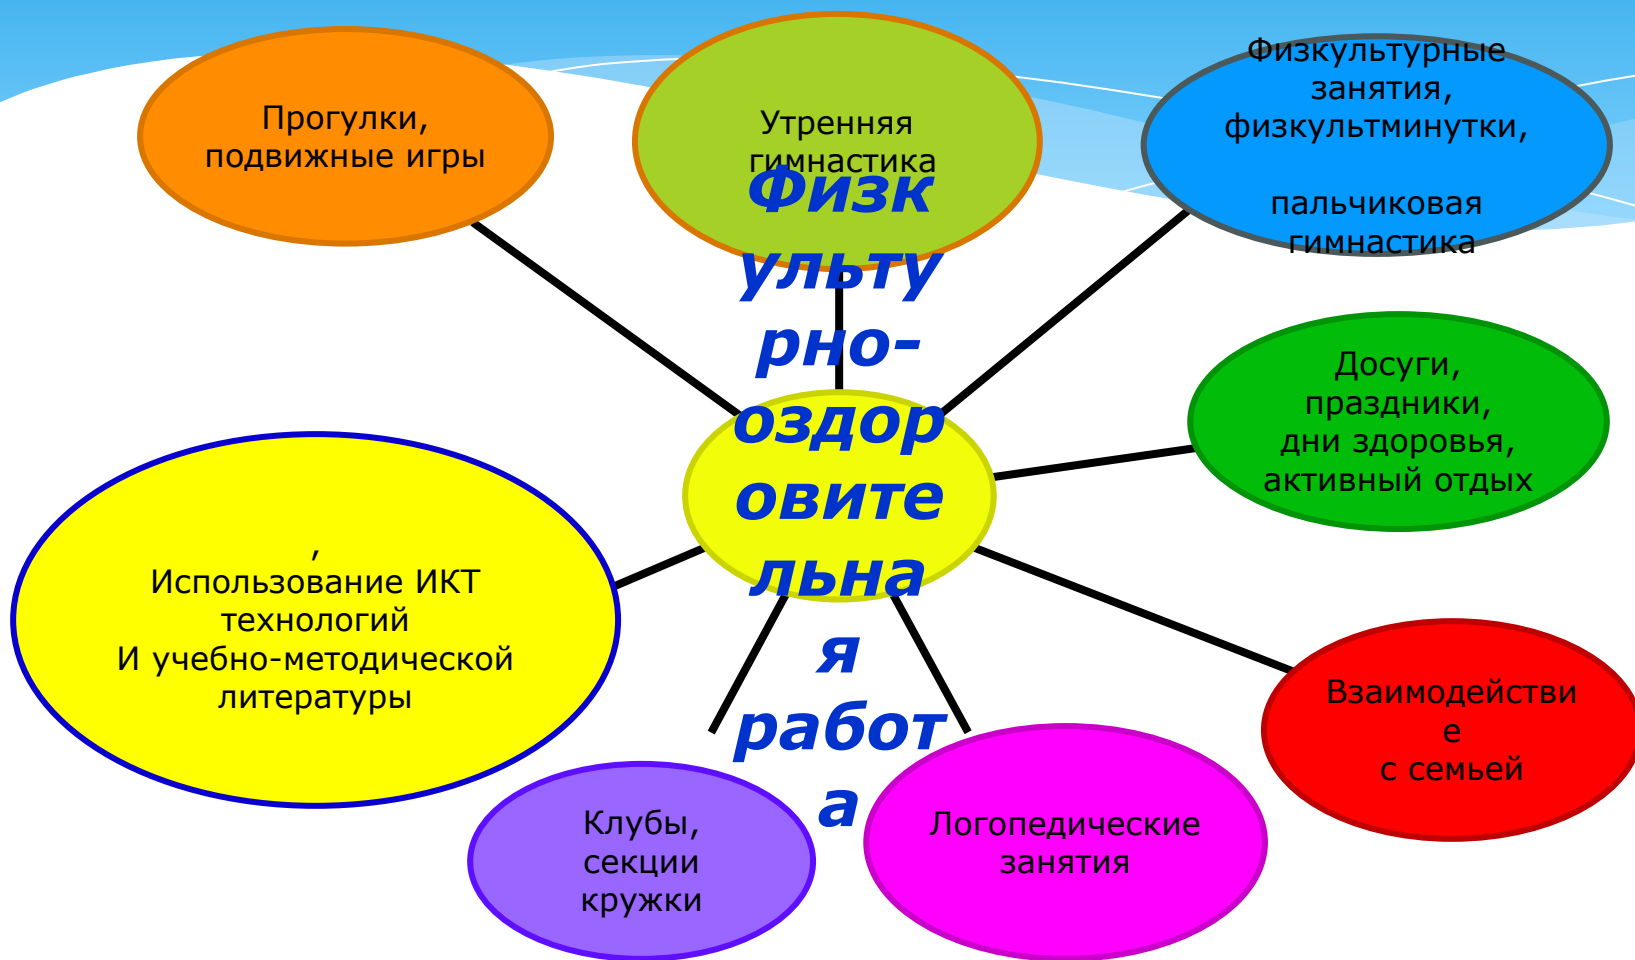 Прогулки,
подвижные игры
Утренняя
гимнастика
Физкультурные
занятия,
физкультминутки,
пальчиковая
гимнастика
Физк
ульту
рно–
оздор
овите
льна
я
работ
а
Досуги,
праздники,
дни здоровья,
активный отдых
,
Использование ИКТ
технологий
И учебно-методической
литературы
Взаимодействи
е
с семьей
Клубы,
секции
кружки
Логопедические
занятия